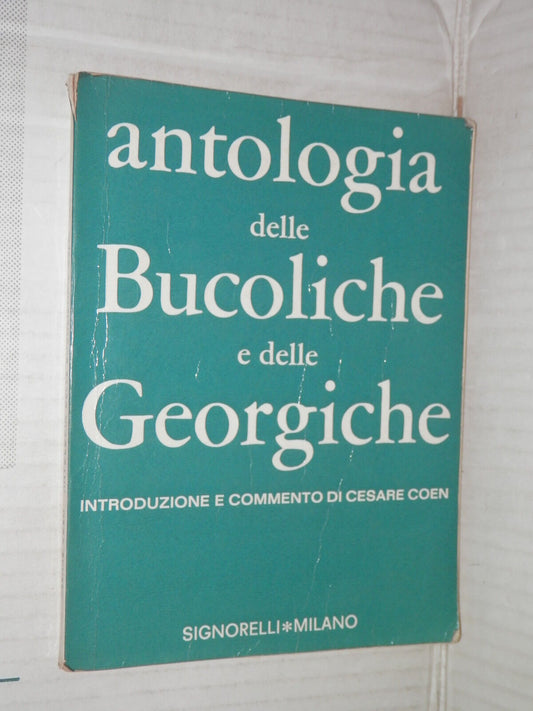 antologia
delle
Bucoliche
e delle
Georgiche
INTRODUZIONE E COMMENTO DI CESARE COEN
SIGNORELLI*MILANO